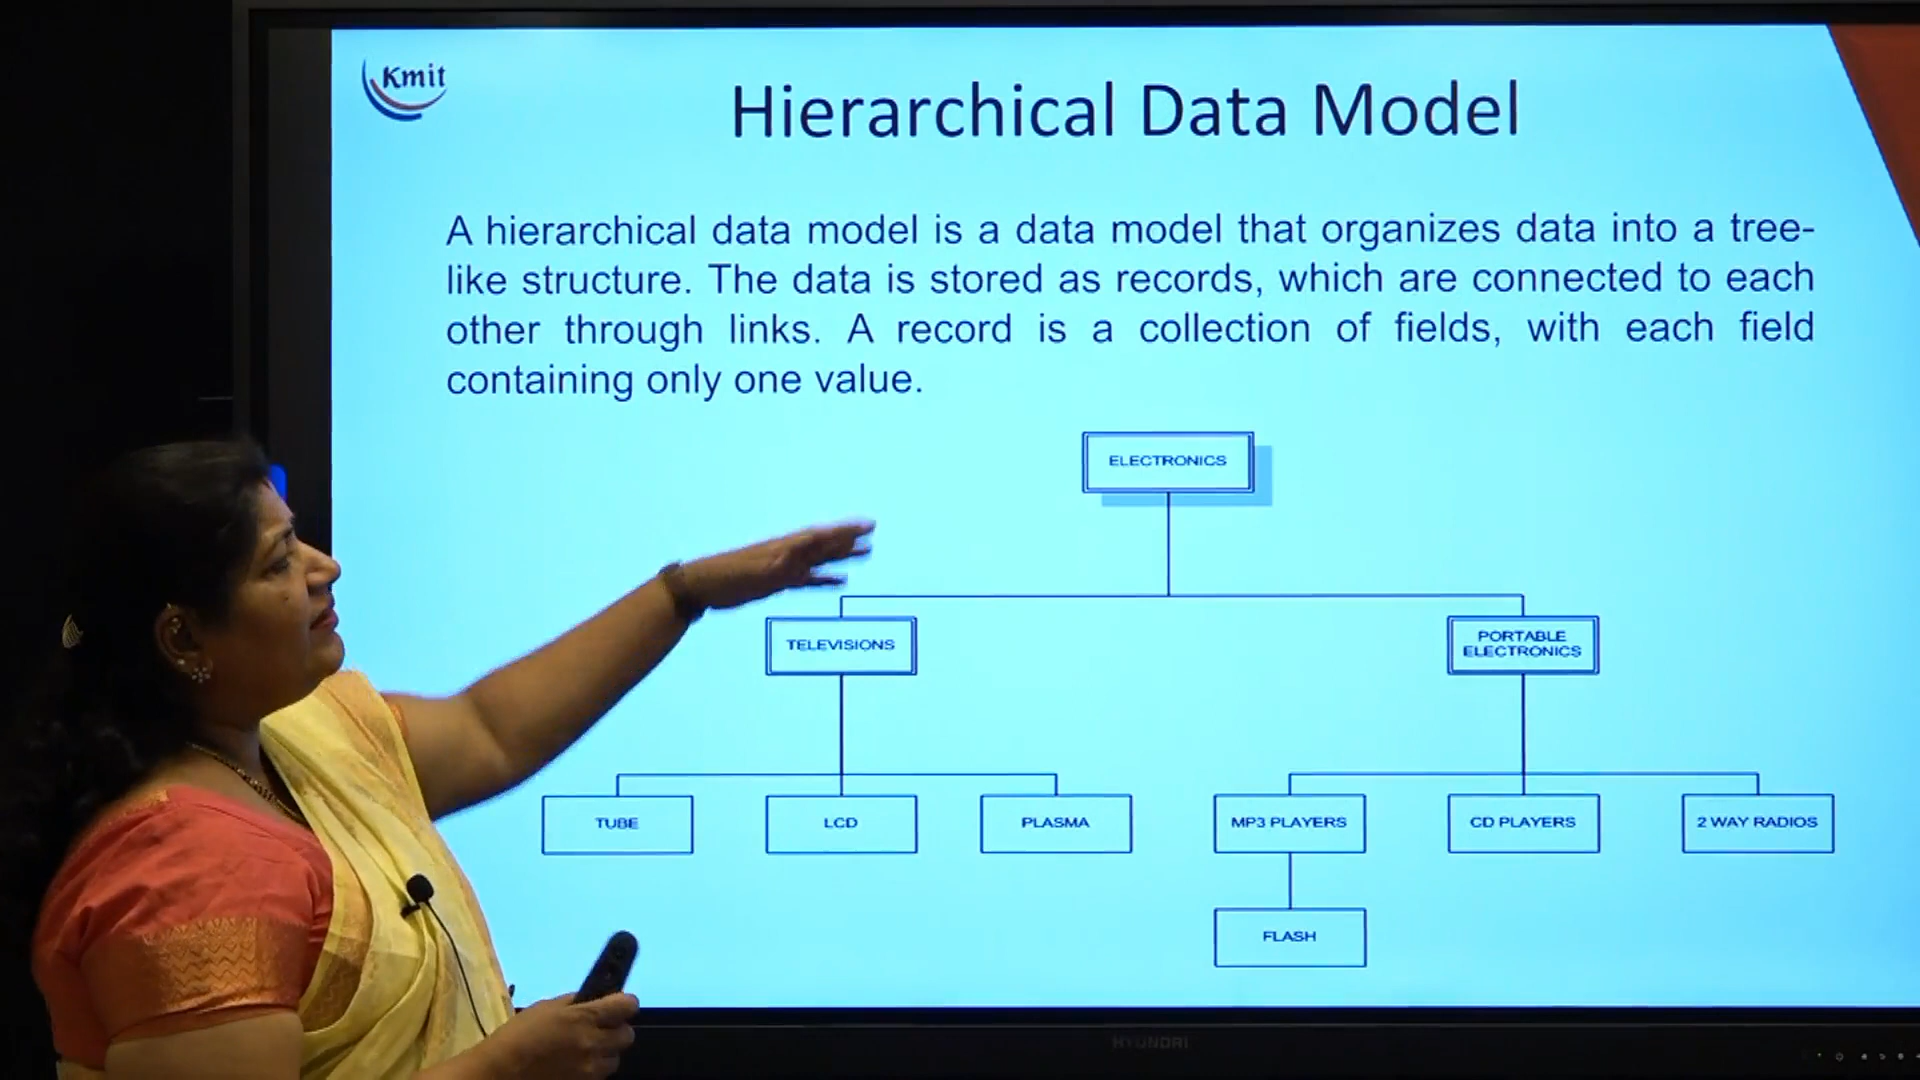 Kmit
Hierarchical Data Model
A hierarchical data model is a data model that organizes data into a tree-
like structure. The data is stored as records, which are connected to each
other through links. A record is a collection of fields, with each field
containing only one value.
ELECTRONICS
TELEVISIONS
PORTABLE
ELECTRONICS
TUBE
LCD
PLASMA
MP3 PLAYERS
CD PLAYERS
2 WAY RADIOS
FLASH
HYUNDAI